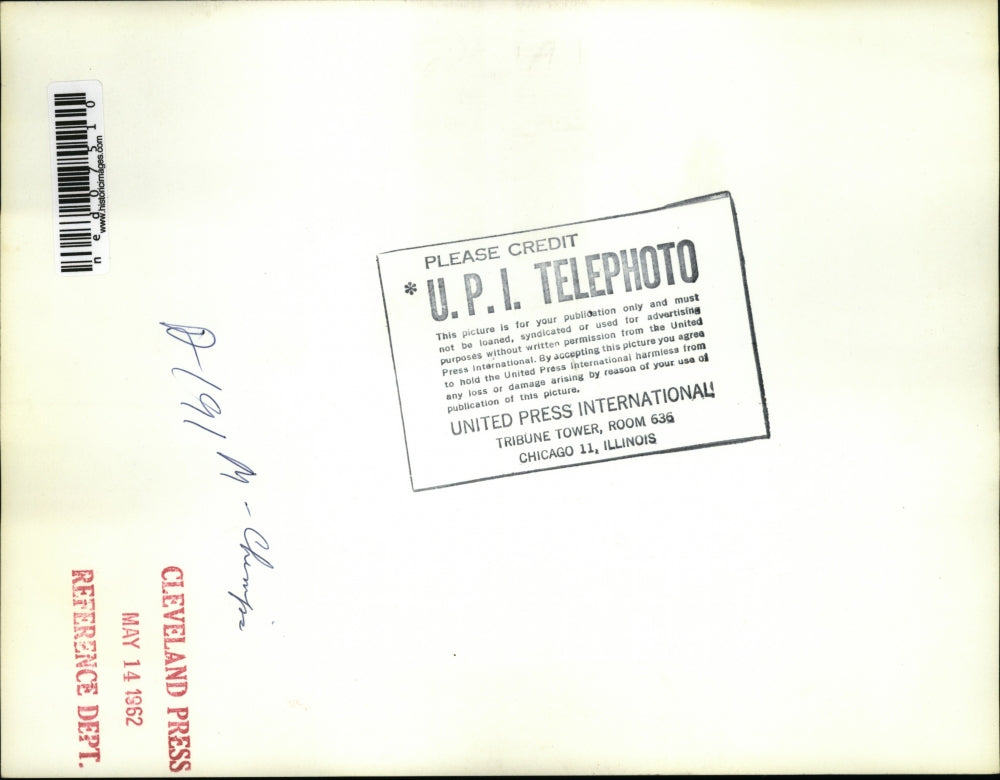 PLEASE CREDIT
* U. P. I. TELEPHOTO
This picture is for your publication only and must
not be loaned, syndicated or used for advertising
purposes without written permission from the United
Press International. By accepting this picture you agree
to hold the United Press International harmless from
any loss or damage arising by reason of your use of
publication of this picture.
UNITED PRESS INTERNATIONAL
TRIBUNE TOWER, ROOM 636
CHICAGO 11, ILLINOIS
www.historicimages.com
CLEVELAND PRESS
MAY 14 1962
REFERENCE DEPT.